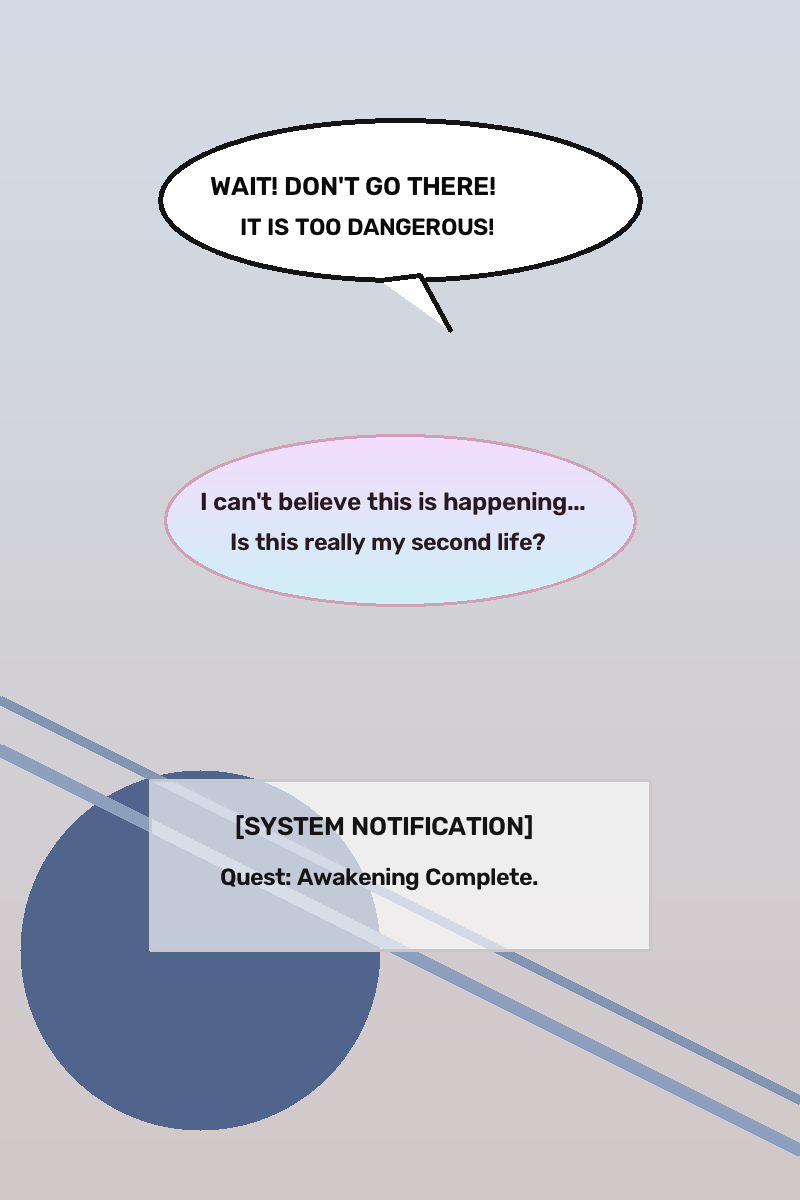 WAIT! DON'T GO THERE!
IT IS TOO DANGEROUS!
I can't believe this is happening...
Is this really my second life?
[SYSTEM NOTIFICATION]
Quest: Awakening Complete.